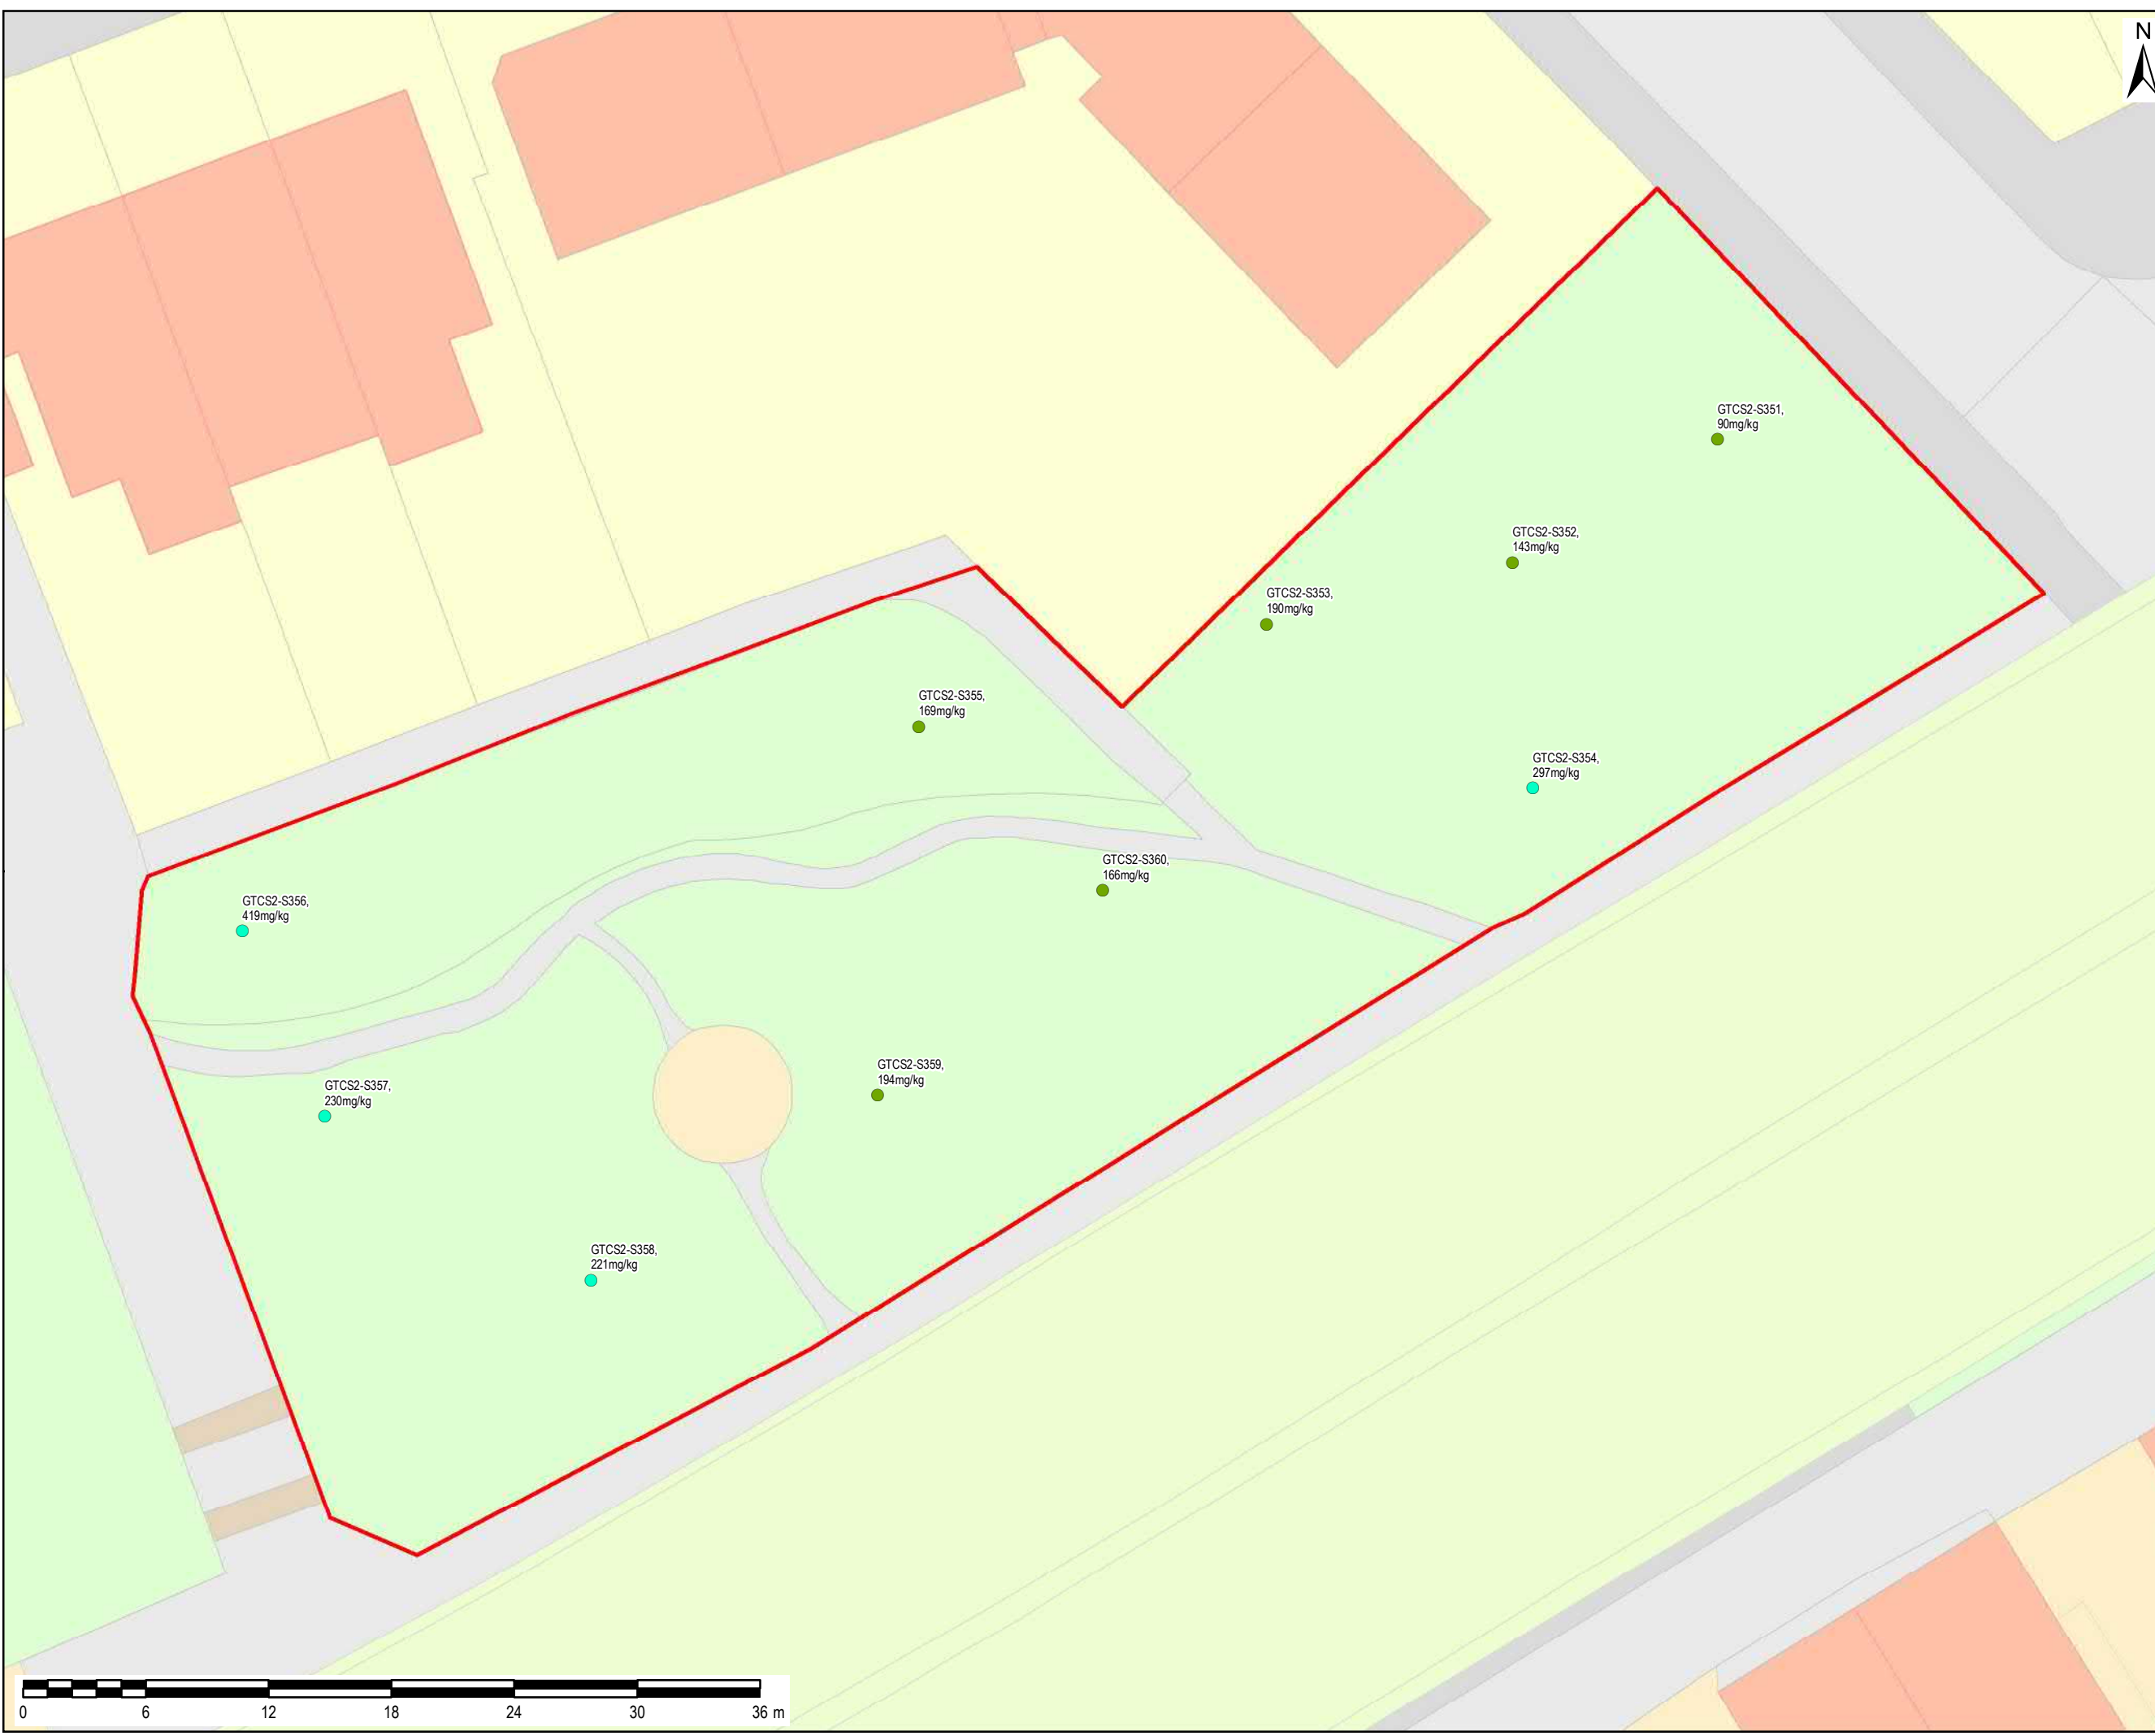 N
GTCS2-S351,
90mg/kg
GTCS2-S352,
143mg/kg
GTCS2-S353,
190mg/kg
GTCS2-S355,
169mg/kg
GTCS2-S354,
297mg/kg
GTCS2-S360,
166mg/kg
GTCS2-S356,
419mg/kg
GTCS2-S359,
194mg/kg
GTCS2-S357,
230mg/kg
GTCS2-S358,
221mg/kg
0 6 12 18 24 30 36 m